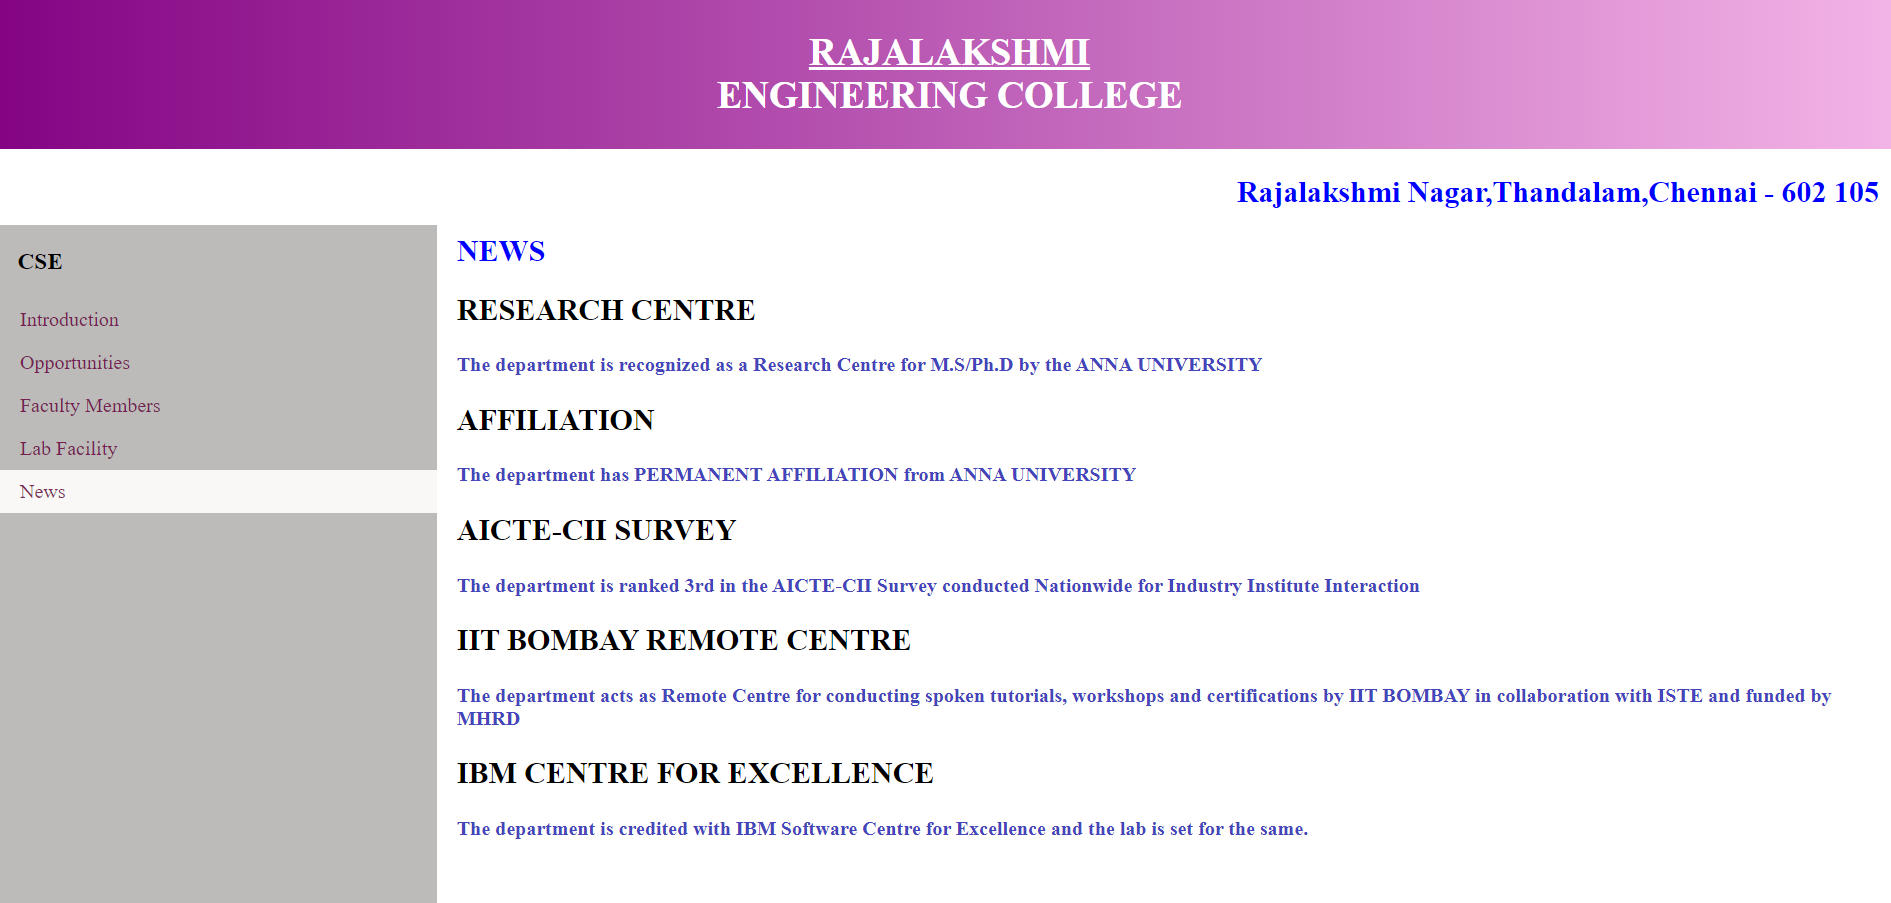 RAJALAKSHMI
ENGINEERING COLLEGE
Rajalakshmi Nagar,Thandalam,Chennai - 602 105
CSE
Introduction
Opportunities
Faculty Members
Lab Facility
News
NEWS
RESEARCH CENTRE
The department is recognized as a Research Centre for M.S/Ph.D by the ANNA UNIVERSITY
AFFILIATION
The department has PERMANENT AFFILIATION from ANNA UNIVERSITY
AICTE-CII SURVEY
The department is ranked 3rd in the AICTE-CII Survey conducted Nationwide for Industry Institute Interaction
IIT BOMBAY REMOTE CENTRE
The department acts as Remote Centre for conducting spoken tutorials, workshops and certifications by IIT BOMBAY in collaboration with ISTE and funded by
MHRD
IBM CENTRE FOR EXCELLENCE
The department is credited with IBM Software Centre for Excellence and the lab is set for the same.